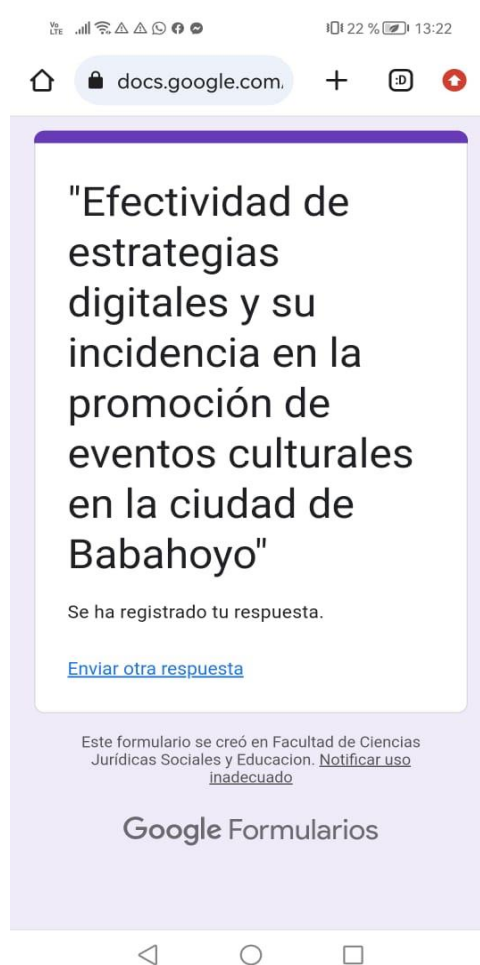 Vo
LTE
22 % 13:22
docs.google.com
:D
"Efectividad de
estrategias
digitales y su
incidencia en la
promoción de
eventos culturales
en la ciudad de
Babahoyo"
Se ha registrado tu respuesta.
Enviar otra respuesta
Este formulario se creó en Facultad de Ciencias
Jurídicas Sociales y Educacion. Notificar uso
inadecuado
Google Formularios